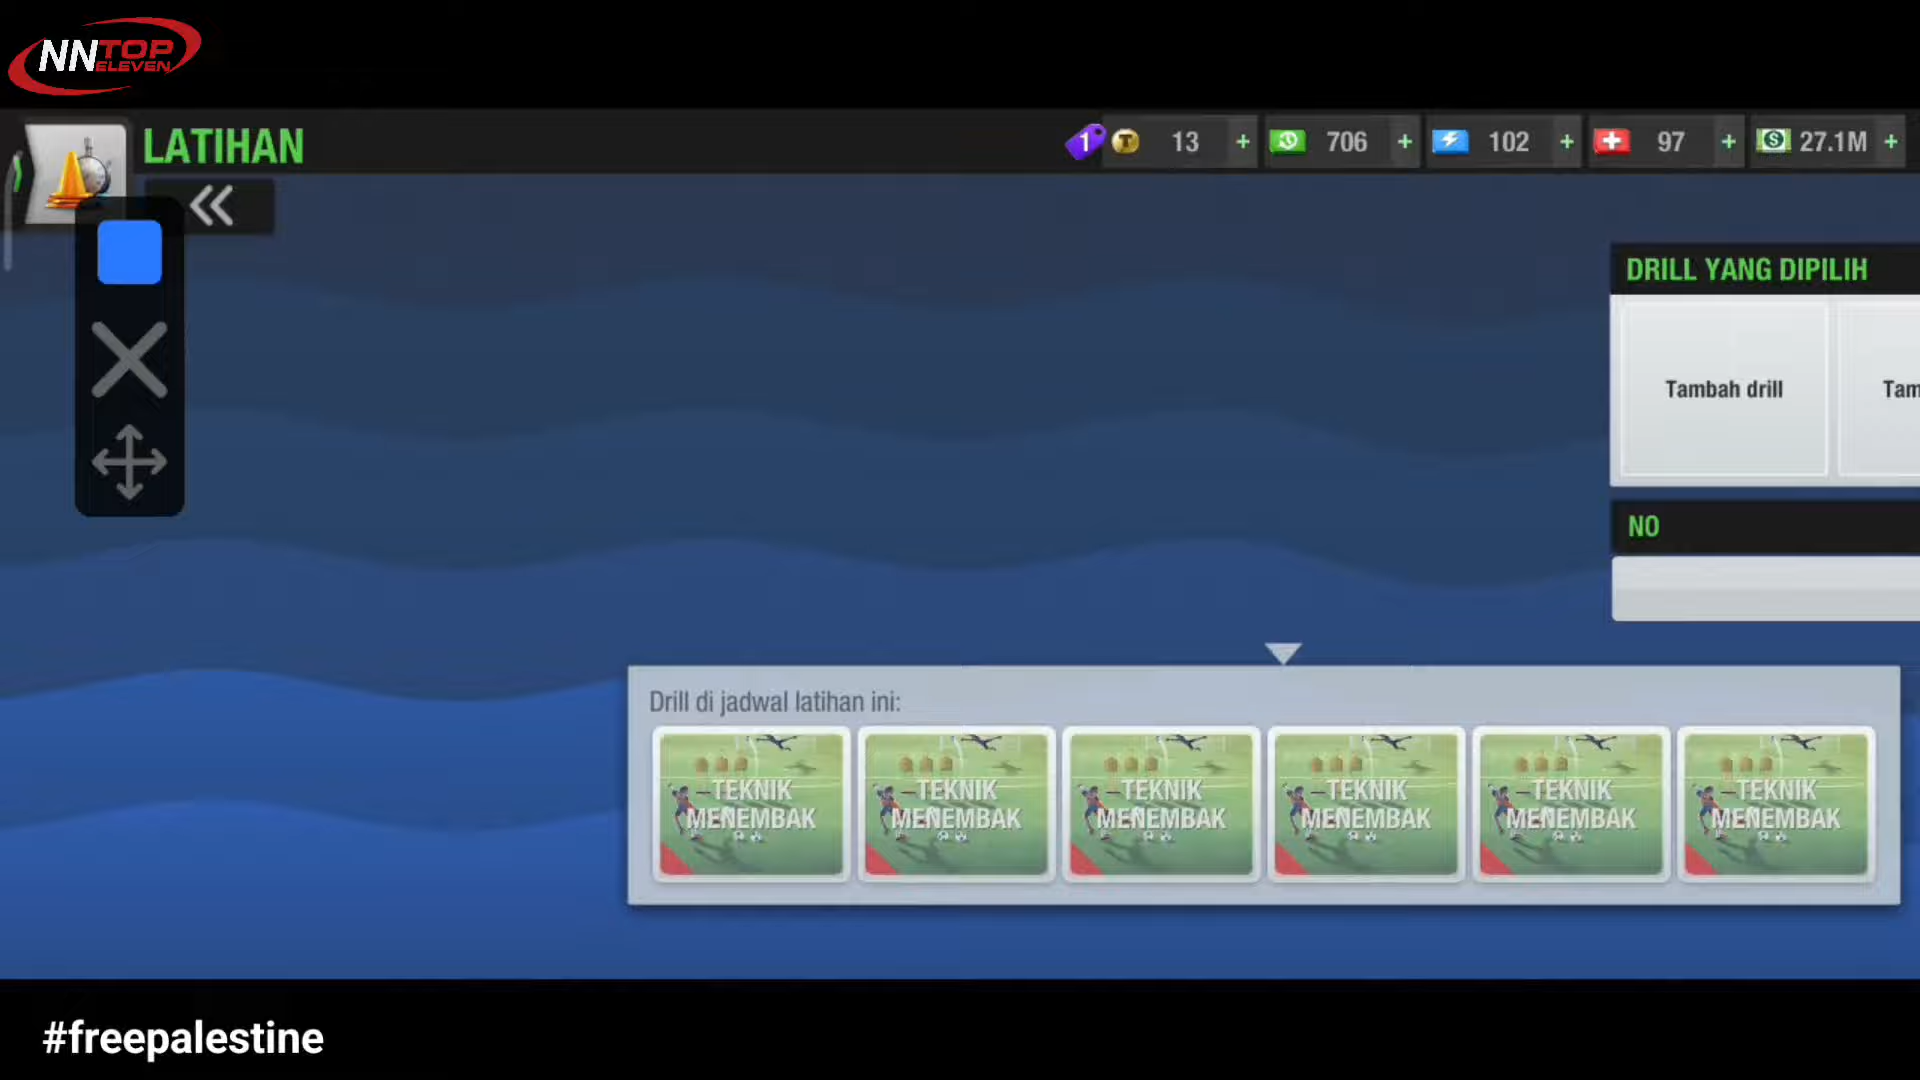 NNTOP
ELEVEN
LATIHAN
1
T
13
+
706
+
102
+
97
+
$
27.1M
+
DRILL YANG DIPILIH
Tambah drill
Tam
NO
Drill di jadwal latihan ini:
TEKNIK
MENEMBAK
TEKNIK
MENEMBAK
TEKNIK
MENEMBAK
TEKNIK
MENEMBAK
TEKNIK
MENEMBAK
TEKNIK
MENEMBAK
#freepalestine